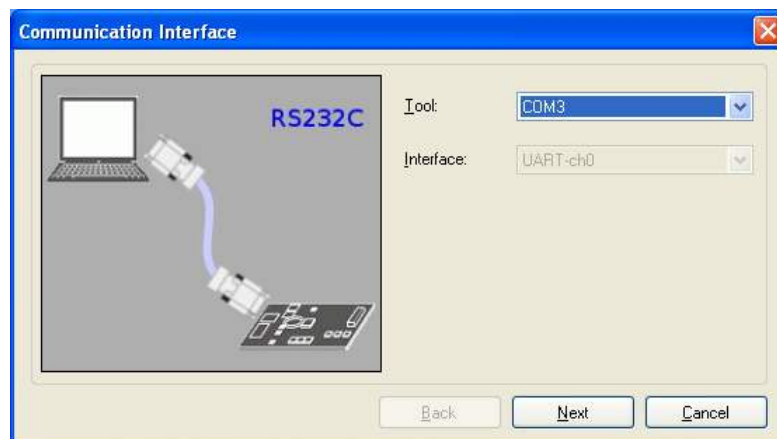 Communication Interface
RS232C
Tool: COM3
Interface: UART-ch0
Back Next Cancel